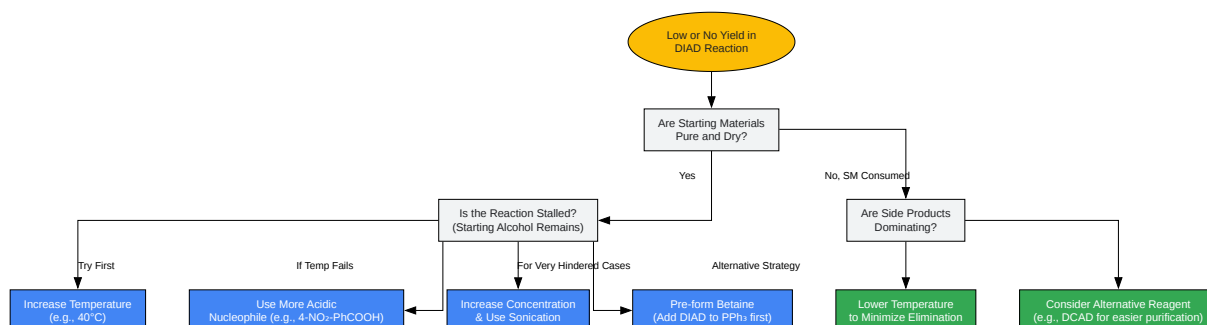 Low or No Yield in
DIAD Reaction
Are Starting Materials
Pure and Dry?
Yes
No, SM Consumed
Is the Reaction Stalled?
(Starting Alcohol Remains)
Are Side Products
Dominating?
Try First
If Temp Fails
For Very Hindered Cases
Alternative Strategy
Increase Temperature
(e.g., 40°C)
Use More Acidic
Nucleophile (e.g., 4-NO₂-PhCOOH)
Increase Concentration
& Use Sonication
Pre-form Betaine
(Add DIAD to PPh₃ first)
Lower Temperature
to Minimize Elimination
Consider Alternative Reagent
(e.g., DCAD for easier purification)